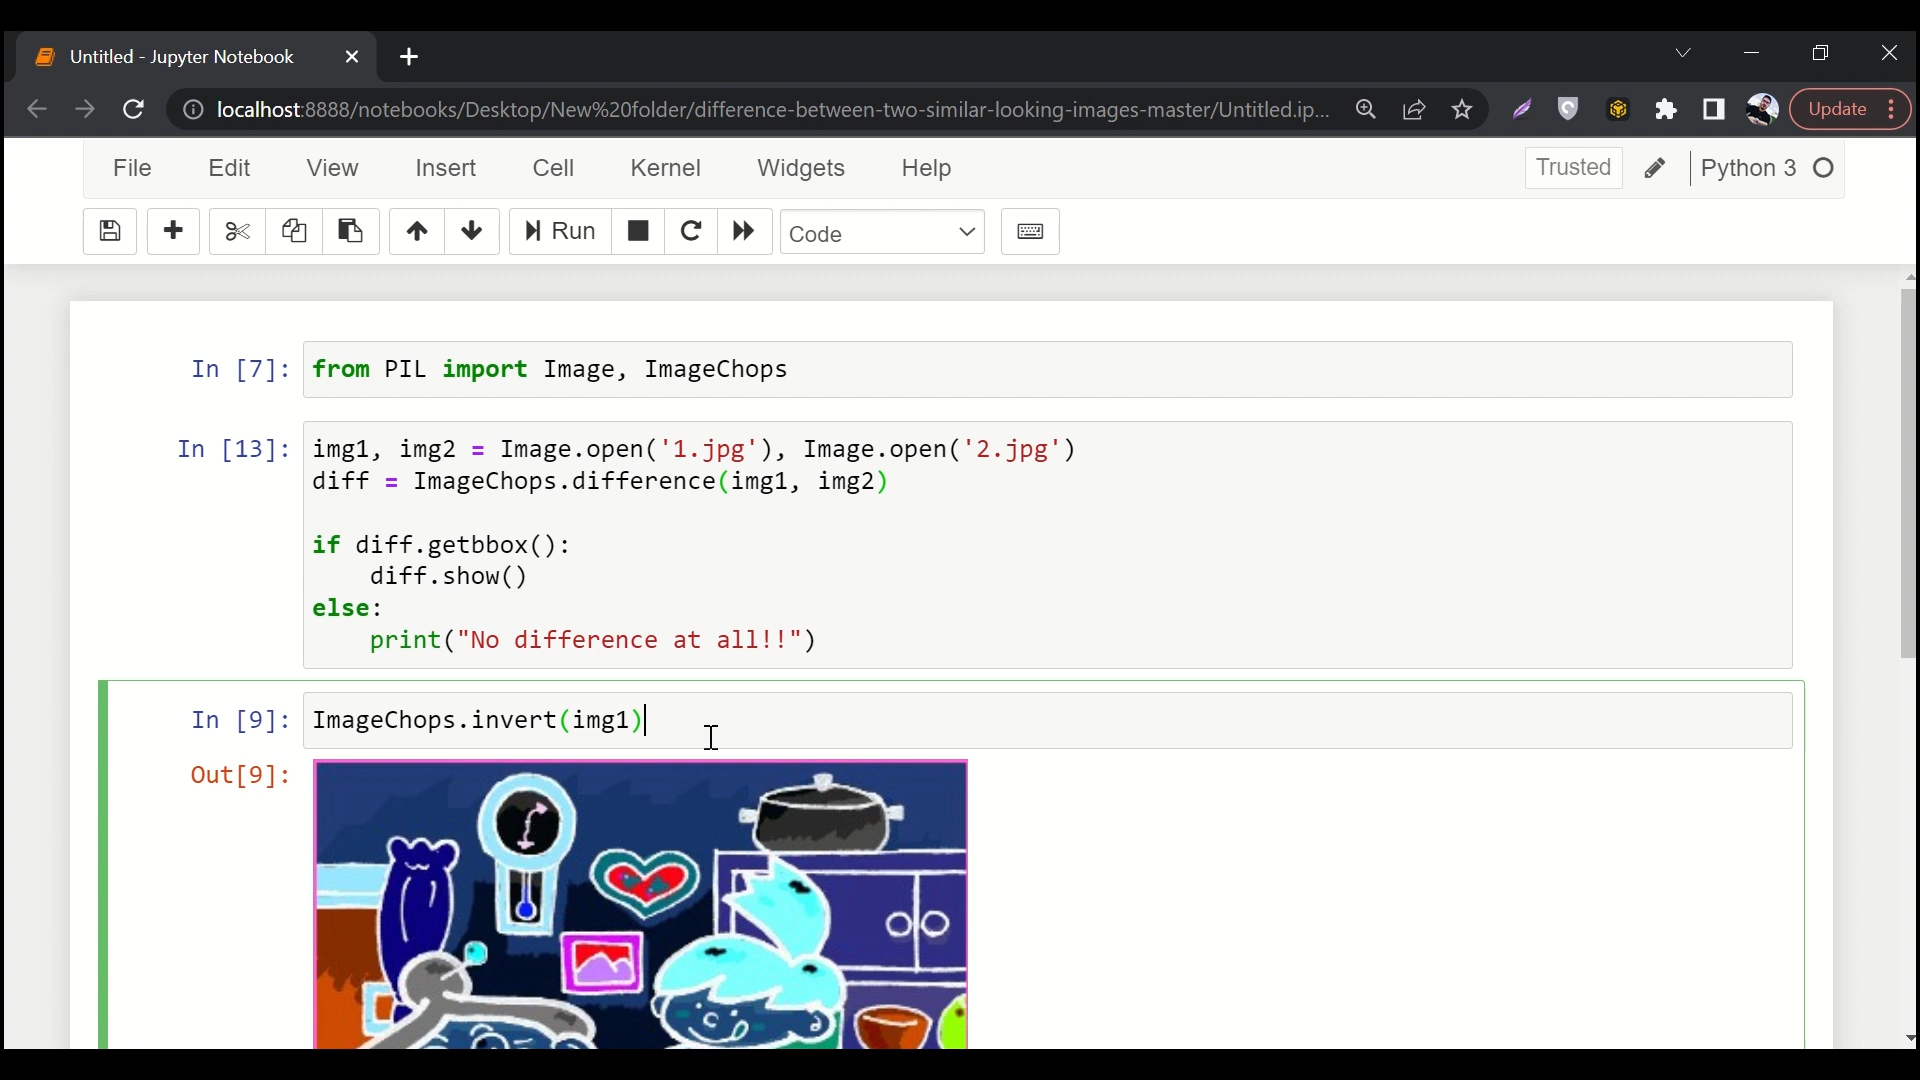 Untitled - Jupyter Notebook
localhost:8888/notebooks/Desktop/New%20folder/difference-between-two-similar-looking-images-master/Untitled.ip...
Update
File Edit View Insert Cell Kernel Widgets Help
Trusted
Python 3
Run
Code
In [7]: from PIL import Image, ImageChops
In [13]: img1, img2 = Image.open('1.jpg'), Image.open('2.jpg')
diff = ImageChops.difference(img1, img2)
if diff.getbbox():
    diff.show()
else:
    print("No difference at all!!")
In [9]: ImageChops.invert(img1)
Out[9]: